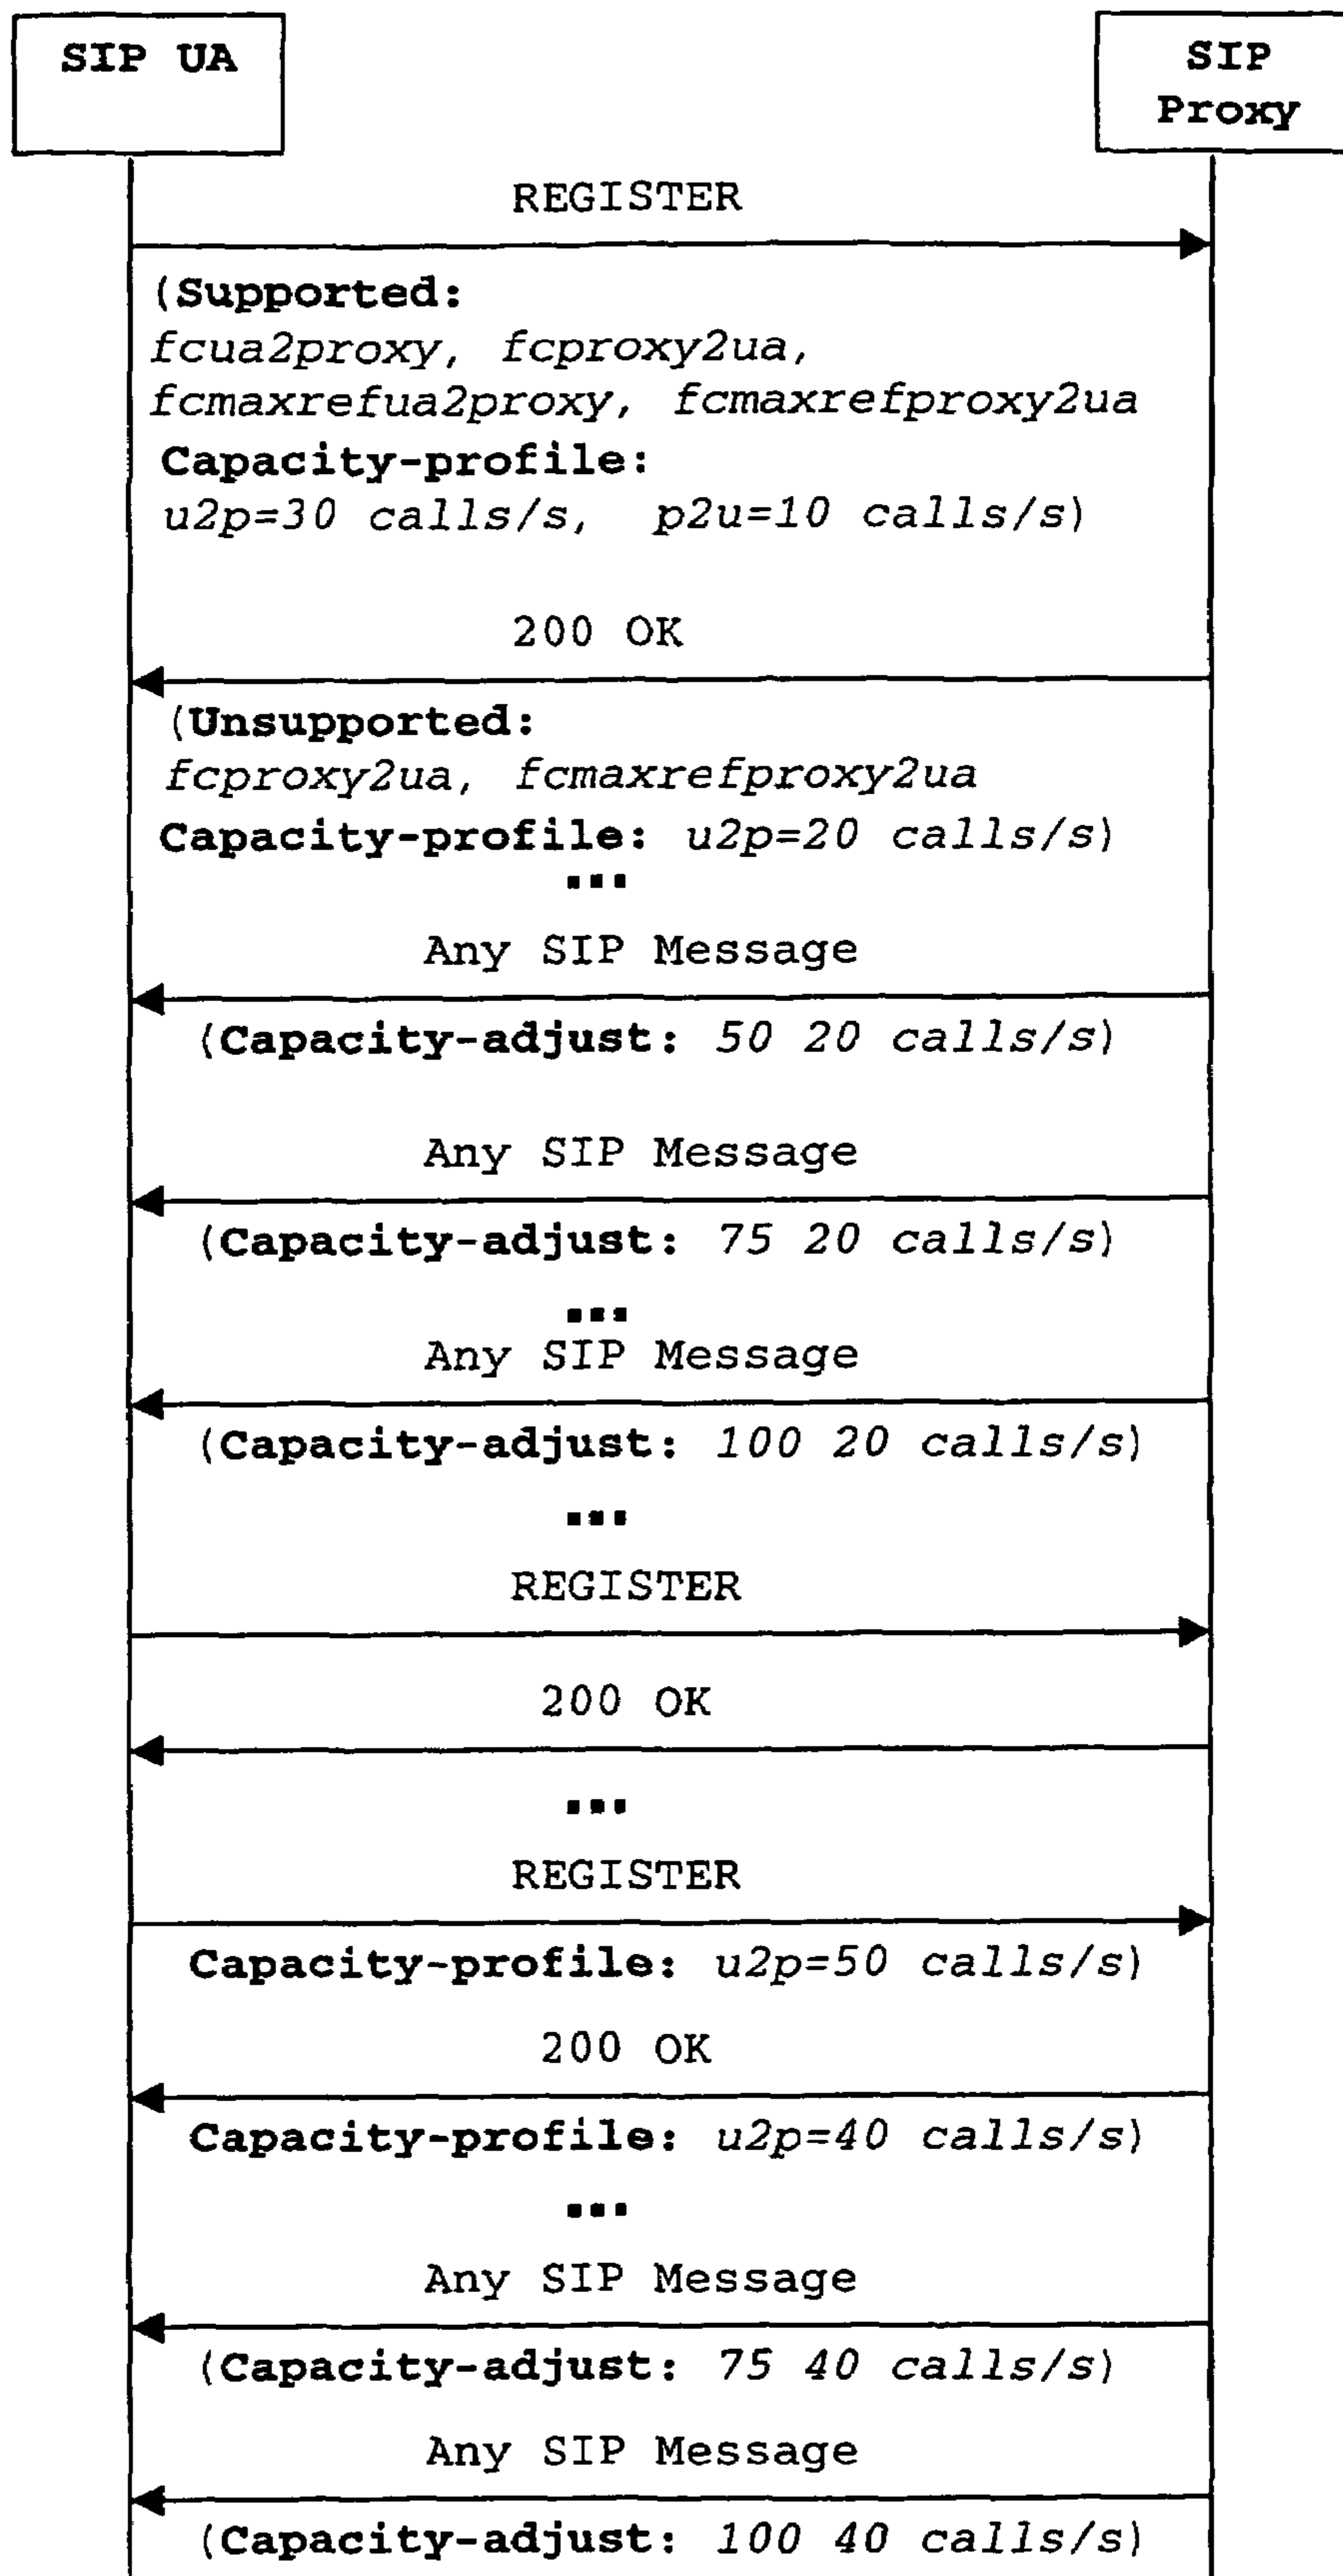 SIP UA
SIP
Proxy
REGISTER
(Supported:
fcua2proxy, fcproxy2ua,
fcmaxrefua2proxy, fcmaxrefproxy2ua
Capacity-profile:
u2p=30 calls/s, p2u=10 calls/s)
200 OK
(Unsupported:
fcproxy2ua, fcmaxrefproxy2ua
Capacity-profile: u2p=20 calls/s)
...
Any SIP Message
(Capacity-adjust: 50 20 calls/s)
Any SIP Message
(Capacity-adjust: 75 20 calls/s)
...
Any SIP Message
(Capacity-adjust: 100 20 calls/s)
...
REGISTER
200 OK
...
REGISTER
Capacity-profile: u2p=50 calls/s)
200 OK
Capacity-profile: u2p=40 calls/s)
...
Any SIP Message
(Capacity-adjust: 75 40 calls/s)
Any SIP Message
(Capacity-adjust: 100 40 calls/s)